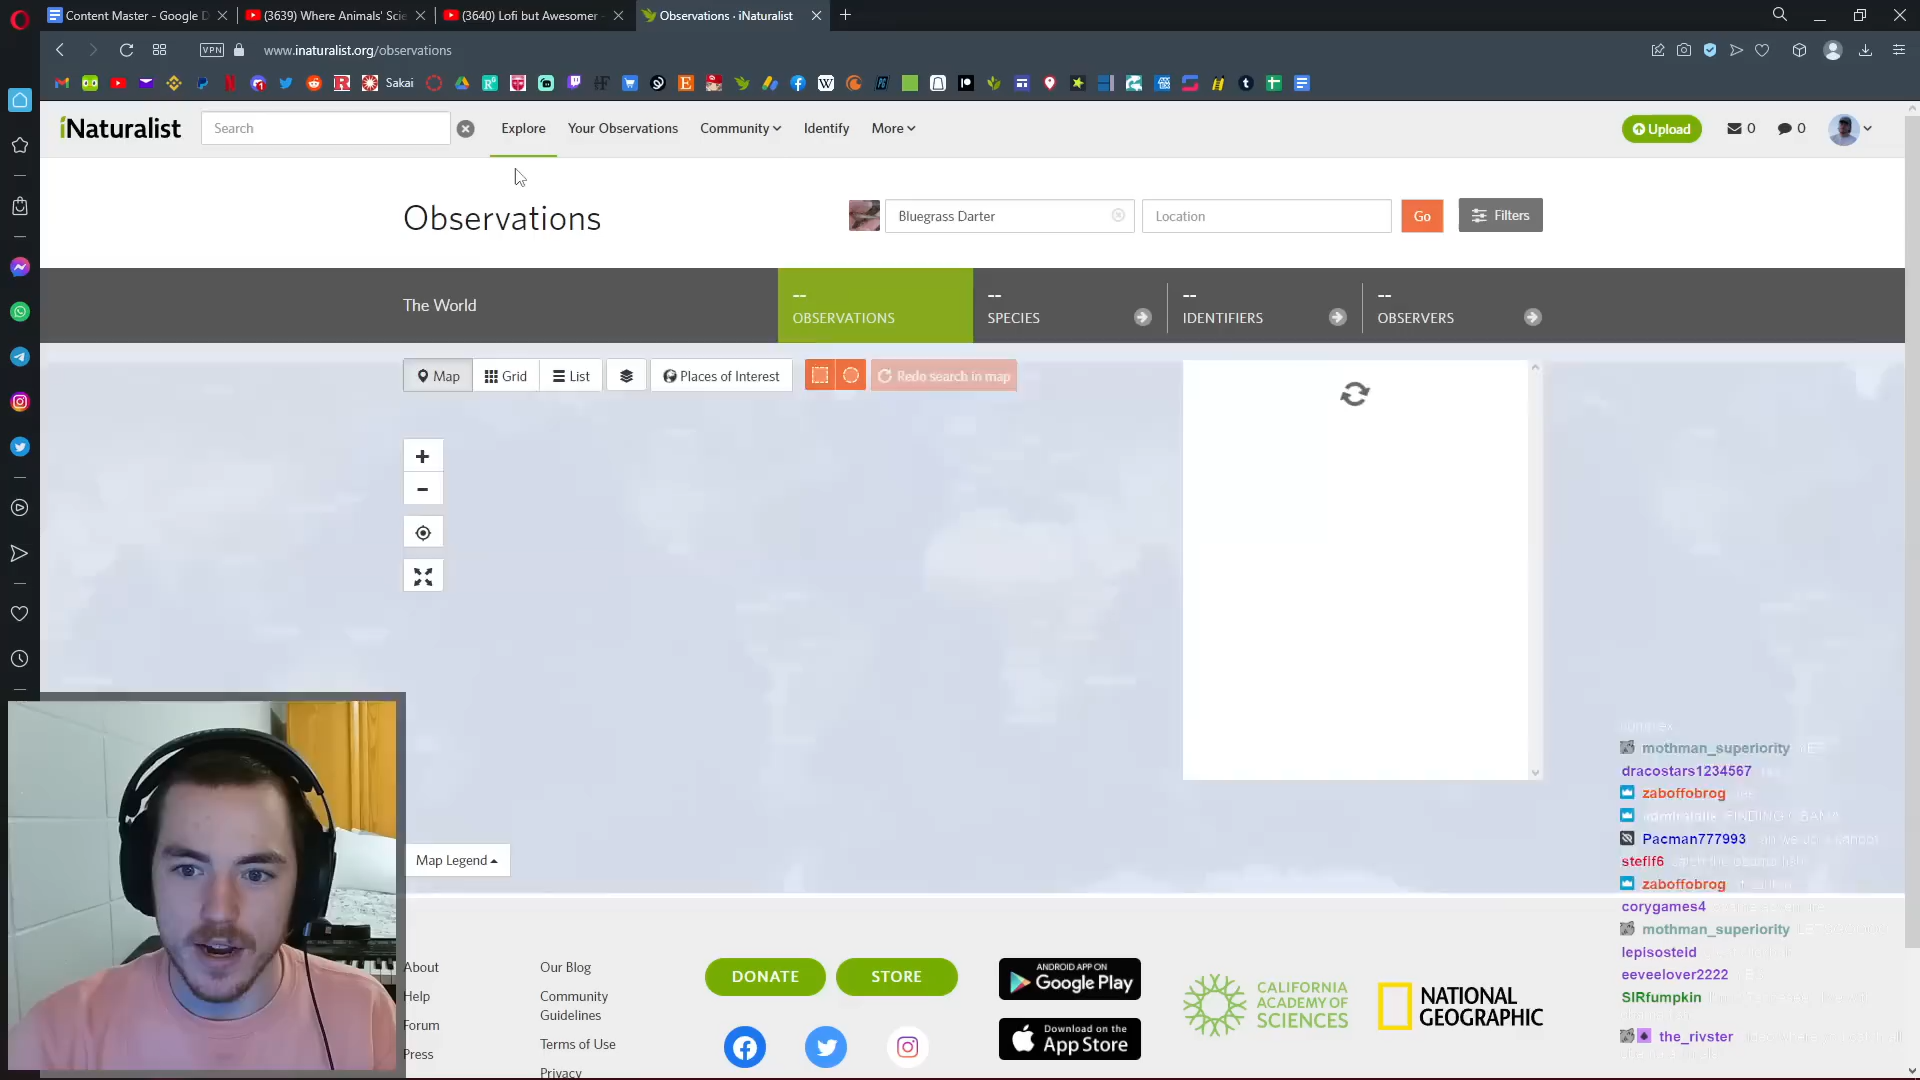 Content Master - Google D
(3639) Where Animals' Scie
(3640) Lofi but Awesomer -
Observations · iNaturalist
VPN
www.inaturalist.org/observations
Sakai
iNaturalist
Search
Explore
Your Observations
Community
Identify
More
Upload
0
0
Observations
Bluegrass Darter
Location
Go
Filters
The World
--
OBSERVATIONS
--
SPECIES
--
IDENTIFIERS
--
OBSERVERS
Map
Grid
List
Places of Interest
Redo search in map
+
−
Map Legend
mothman_superiority
dracostars1234567
zaboffobrog
Pacman777993
steflf6
zaboffobrog
corygames4
mothman_superiority
lepisosteid
eeveelover2222
SIRfumpkin
the_rivster
About
Help
Forum
Press
Our Blog
Community
Guidelines
Terms of Use
Privacy
DONATE
STORE
ANDROID APP ON
Google Play
Download on the
App Store
CALIFORNIA
ACADEMY OF
SCIENCES
NATIONAL
GEOGRAPHIC